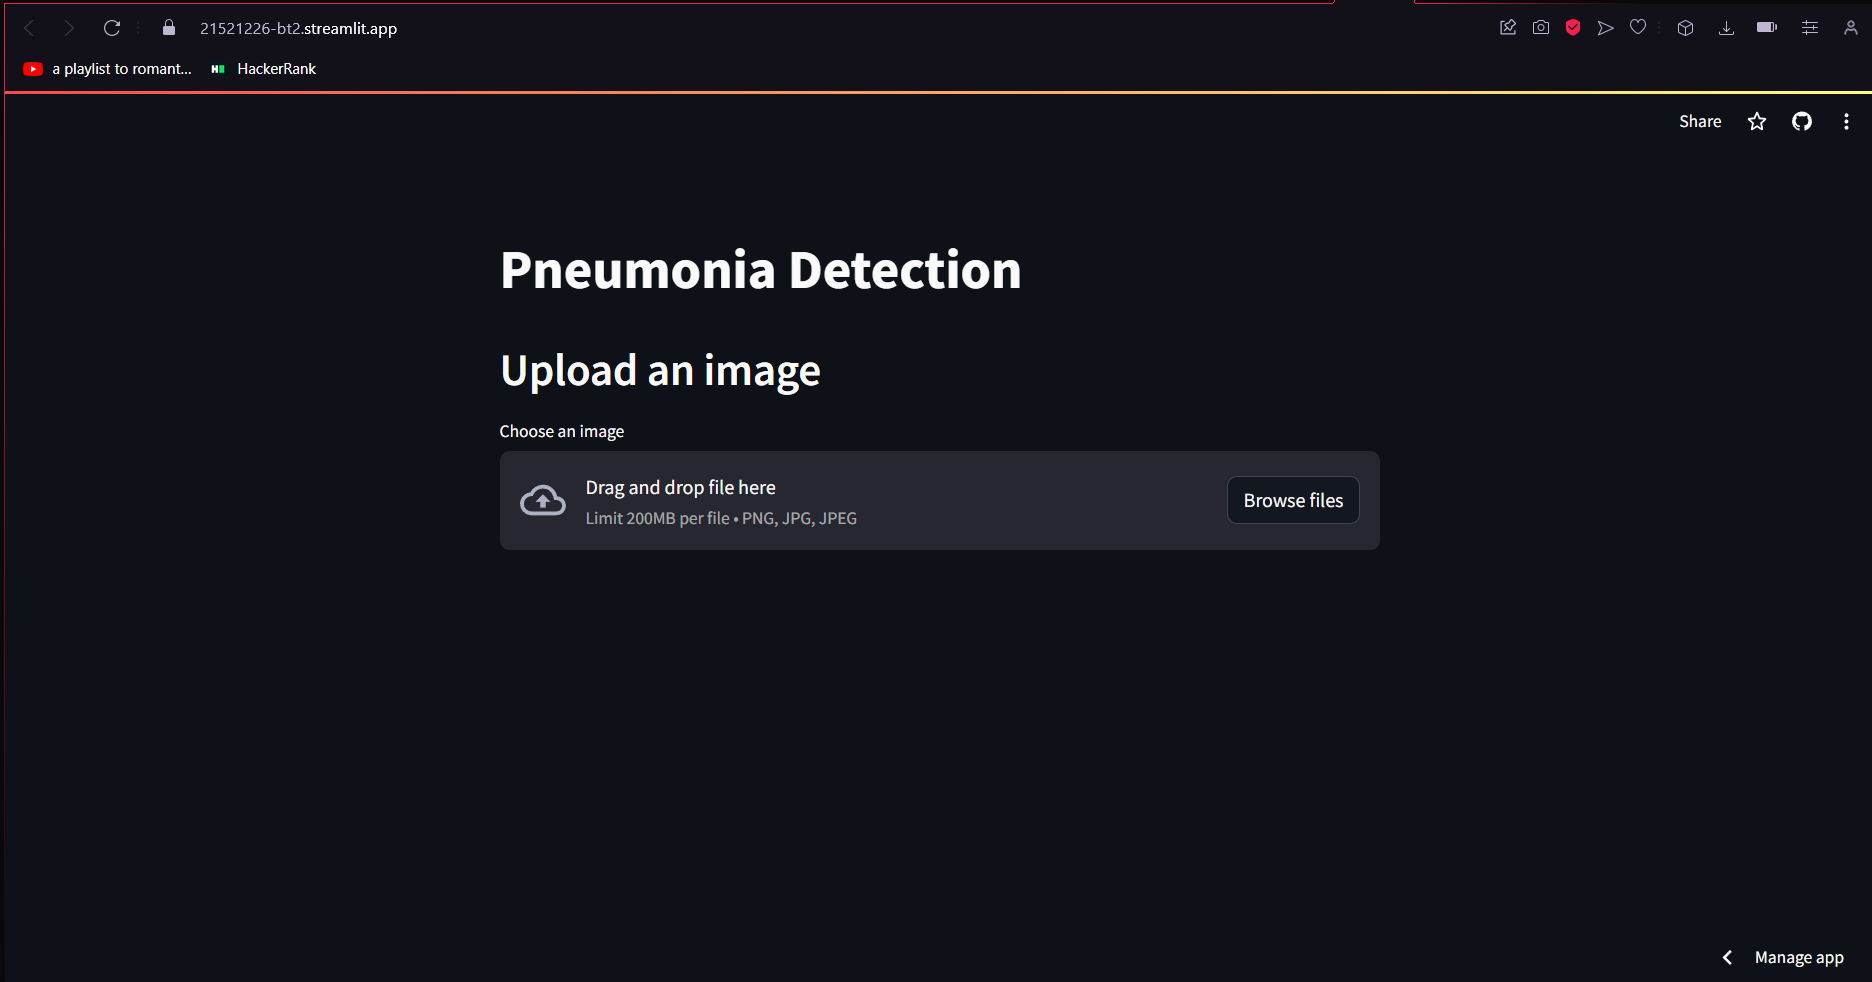 21521226-bt2.streamlit.app
a playlist to romant...
HackerRank
Share
Pneumonia Detection
Upload an image
Choose an image
Drag and drop file here
Limit 200MB per file • PNG, JPG, JPEG
Browse files
Manage app